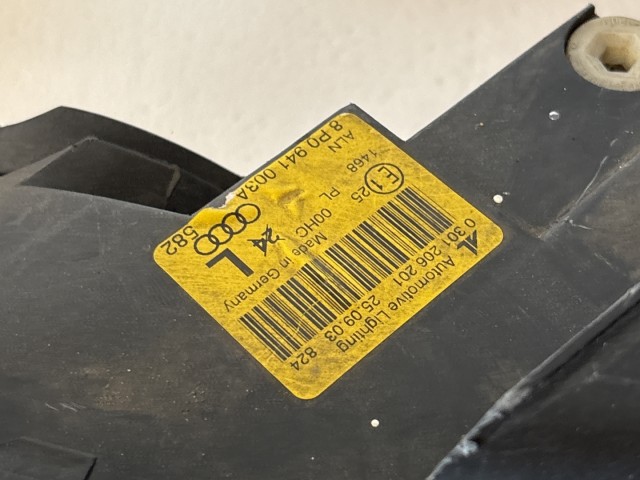 ALN
8P0 941 003A
582
1468
E1 25 PL
00HC
24 L
Made in Germany
0 301 206 201
Automotive Lighting
25.09.03 824